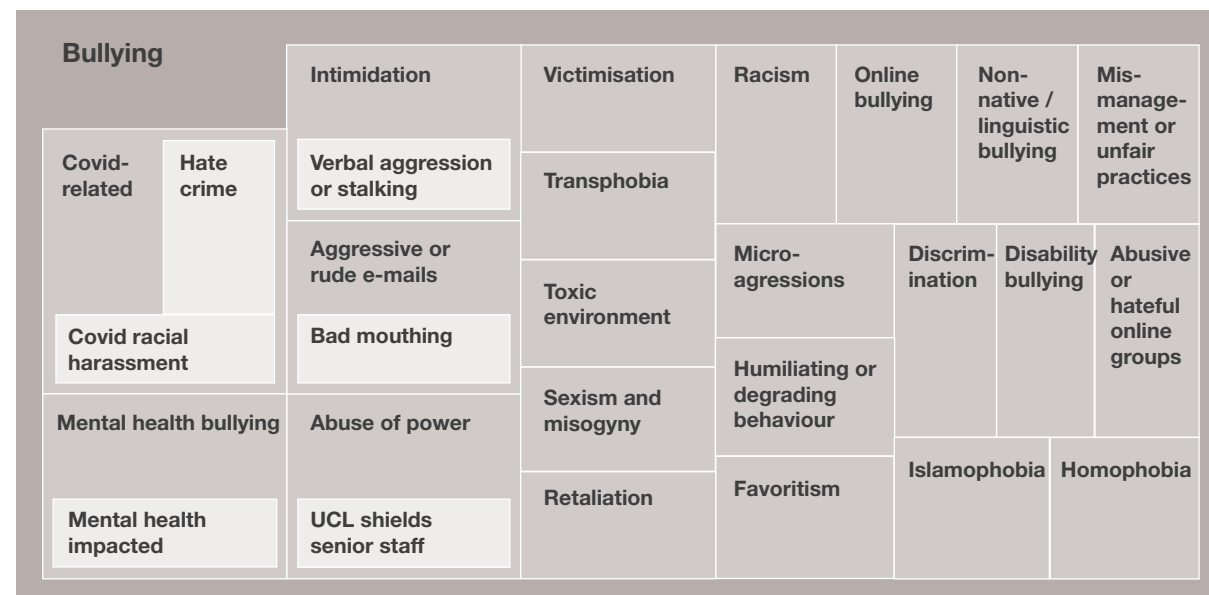 Bullying
Covid-
related
Hate
crime
Covid racial
harassment
Mental health bullying
Mental health
impacted
Intimidation
Verbal aggression
or stalking
Aggressive or
rude e-mails
Bad mouthing
Abuse of power
UCL shields
senior staff
Victimisation
Transphobia
Toxic
environment
Sexism and
misogyny
Retaliation
Racism
Online
bullying
Non-
native /
linguistic
bullying
Mis-
manage-
ment or
unfair
practices
Micro-
agressions
Humiliating or
degrading
behaviour
Favoritism
Discrim-
ination
Disability
bullying
Abusive
or
hateful
online
groups
Islamophobia
Homophobia